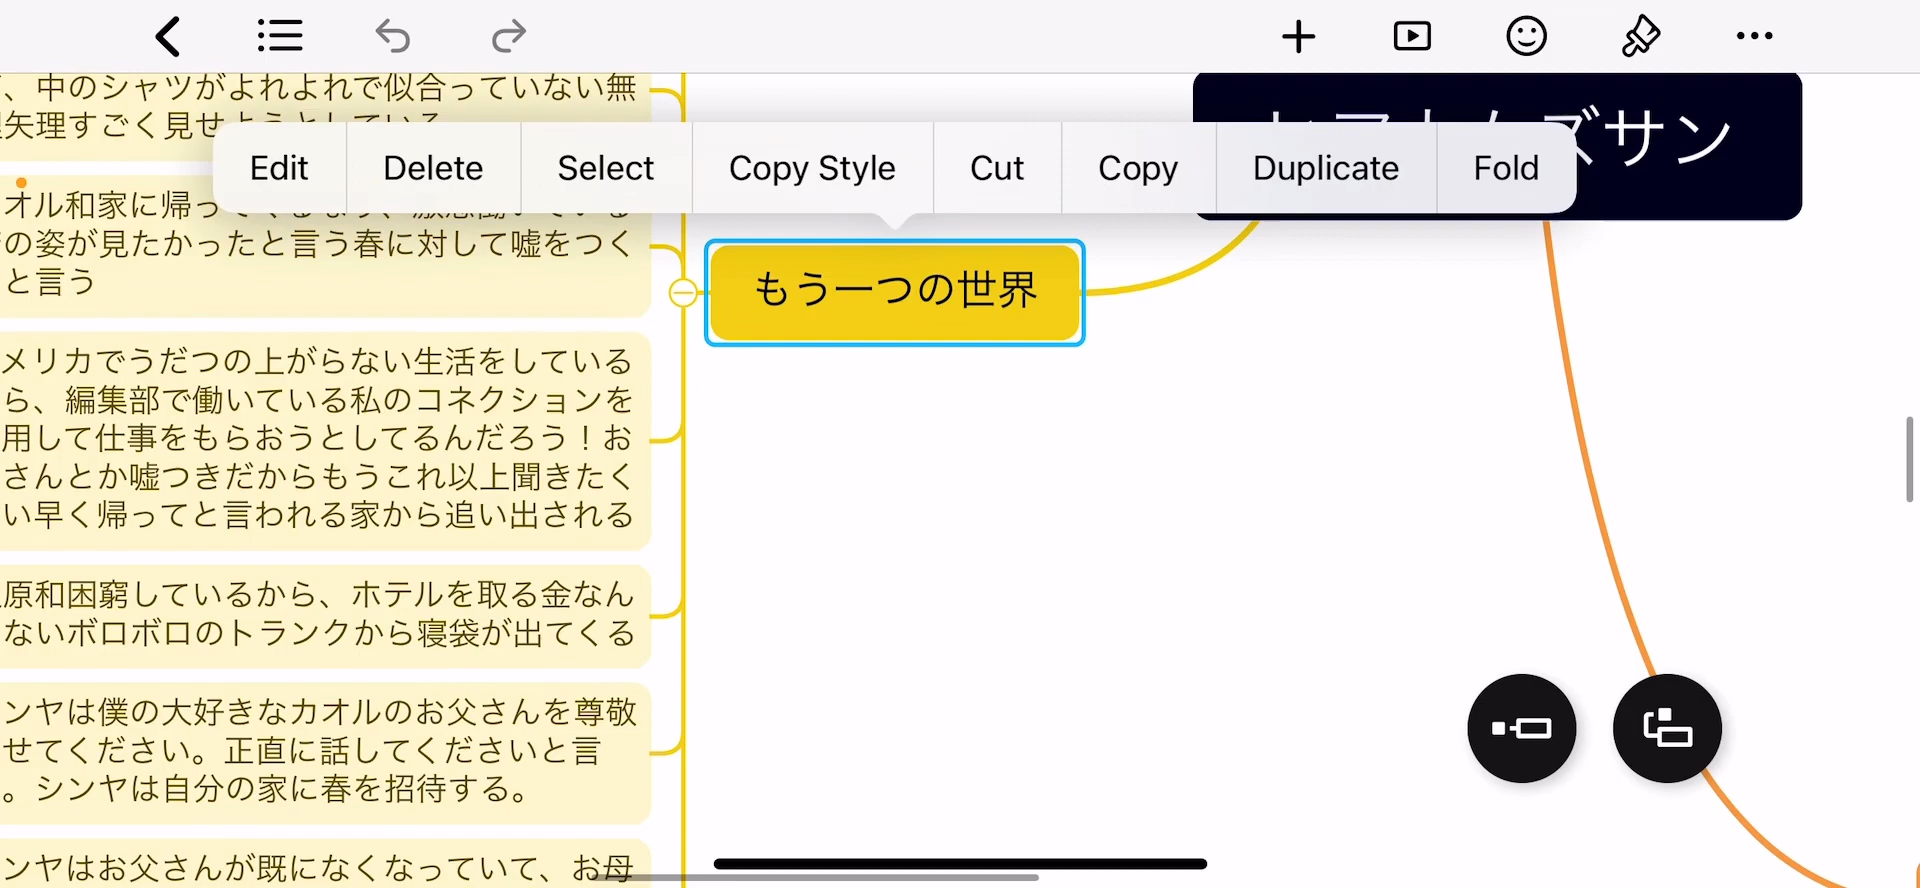 、中のシャツがよれよれで似合っていない無
矢理すごく見せようとしている
Edit
Delete
Select
Copy Style
Cut
Copy
Duplicate
Fold
ズサン
オル和家に帰っ
の姿が見たかったと言う春に対して嘘をつく
と言う
もう一つの世界
メリカでうだつの上がらない生活をしている
ら、編集部で働いている私のコネクションを
用して仕事をもらおうとしてるんだろう！お
さんとか嘘つきだからもうこれ以上聞きたく
い早く帰ってと言われる家から追い出される
原和困窮しているから、ホテルを取る金なん
ないボロボロのトランクから寝袋が出てくる
ンヤは僕の大好きなカオルのお父さんを尊敬
せてください。正直に話してくださいと言
。シンヤは自分の家に春を招待する。
ンヤはお父さんが既になくなっていて、お母